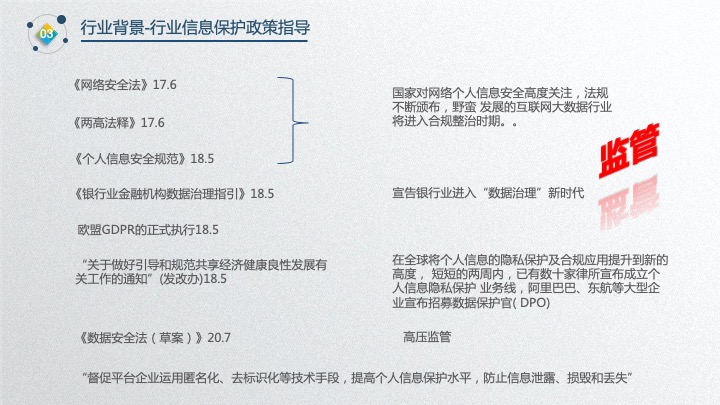 03
行业背景-行业信息保护政策指导
《网络安全法》17.6
《两高法释》17.6
《个人信息安全规范》18.5
国家对网络个人信息安全高度关注，法规
不断颁布，野蛮 发展的互联网大数据行业
将进入合规整治时期。。
监管
《银行业金融机构数据治理指引》18.5
宣告银行业进入“数据治理”新时代
欧盟GDPR的正式执行18.5
“关于做好引导和规范共享经济健康良性发展有
关工作的通知”(发改办)18.5
在全球将个人信息的隐私保护及合规应用提升到新的
高度， 短短的两周内，已有数十家律所宣布成立个
人信息隐私保护 业务线，阿里巴巴、东航等大型企
业宣布招募数据保护官( DPO)
《数据安全法（草案）》20.7
高压监管
“督促平台企业运用匿名化、去标识化等技术手段，提高个人信息保护水平，防止信息泄露、损毁和丢失”